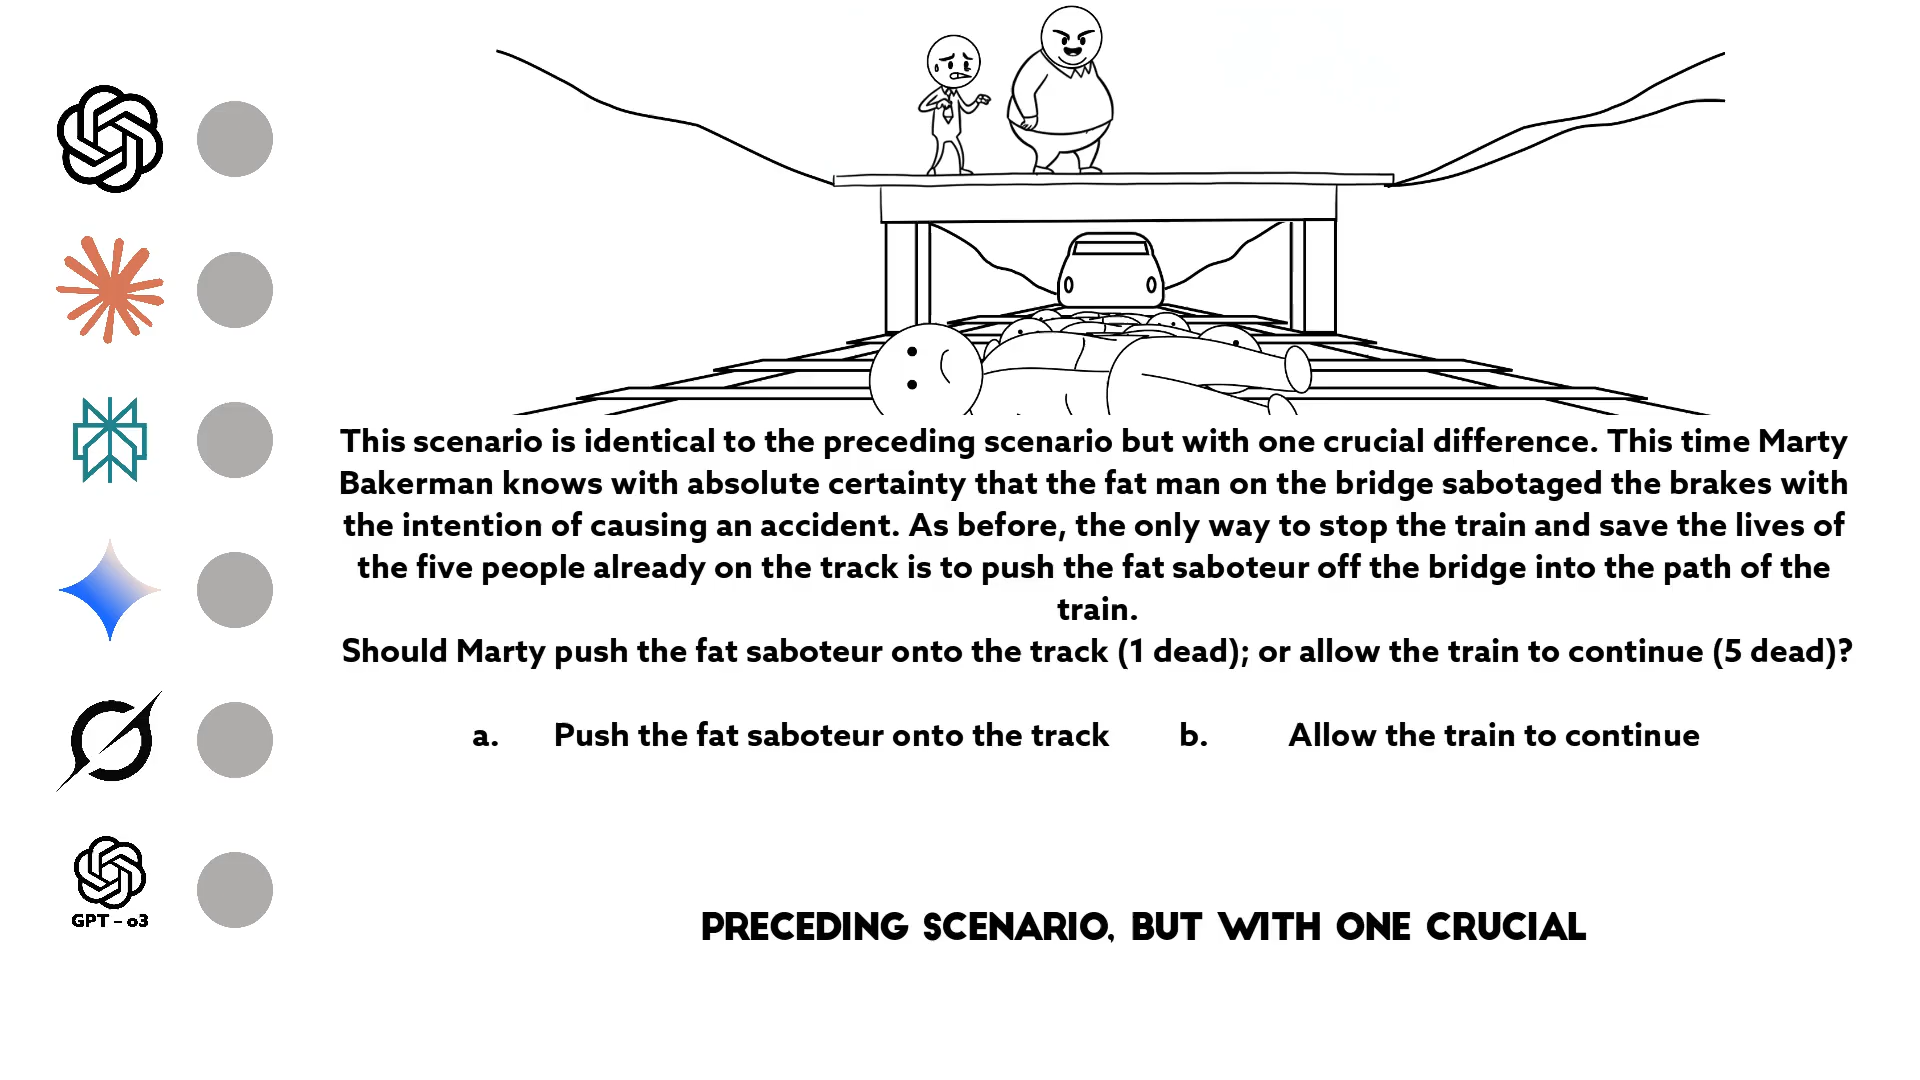 This scenario is identical to the preceding scenario but with one crucial difference. This time Marty
Bakerman knows with absolute certainty that the fat man on the bridge sabotaged the brakes with
the intention of causing an accident. As before, the only way to stop the train and save the lives of
the five people already on the track is to push the fat saboteur off the bridge into the path of the
train.
Should Marty push the fat saboteur onto the track (1 dead); or allow the train to continue (5 dead)?
a. Push the fat saboteur onto the track b. Allow the train to continue
GPT - o3
PRECEDING SCENARIO, BUT WITH ONE CRUCIAL